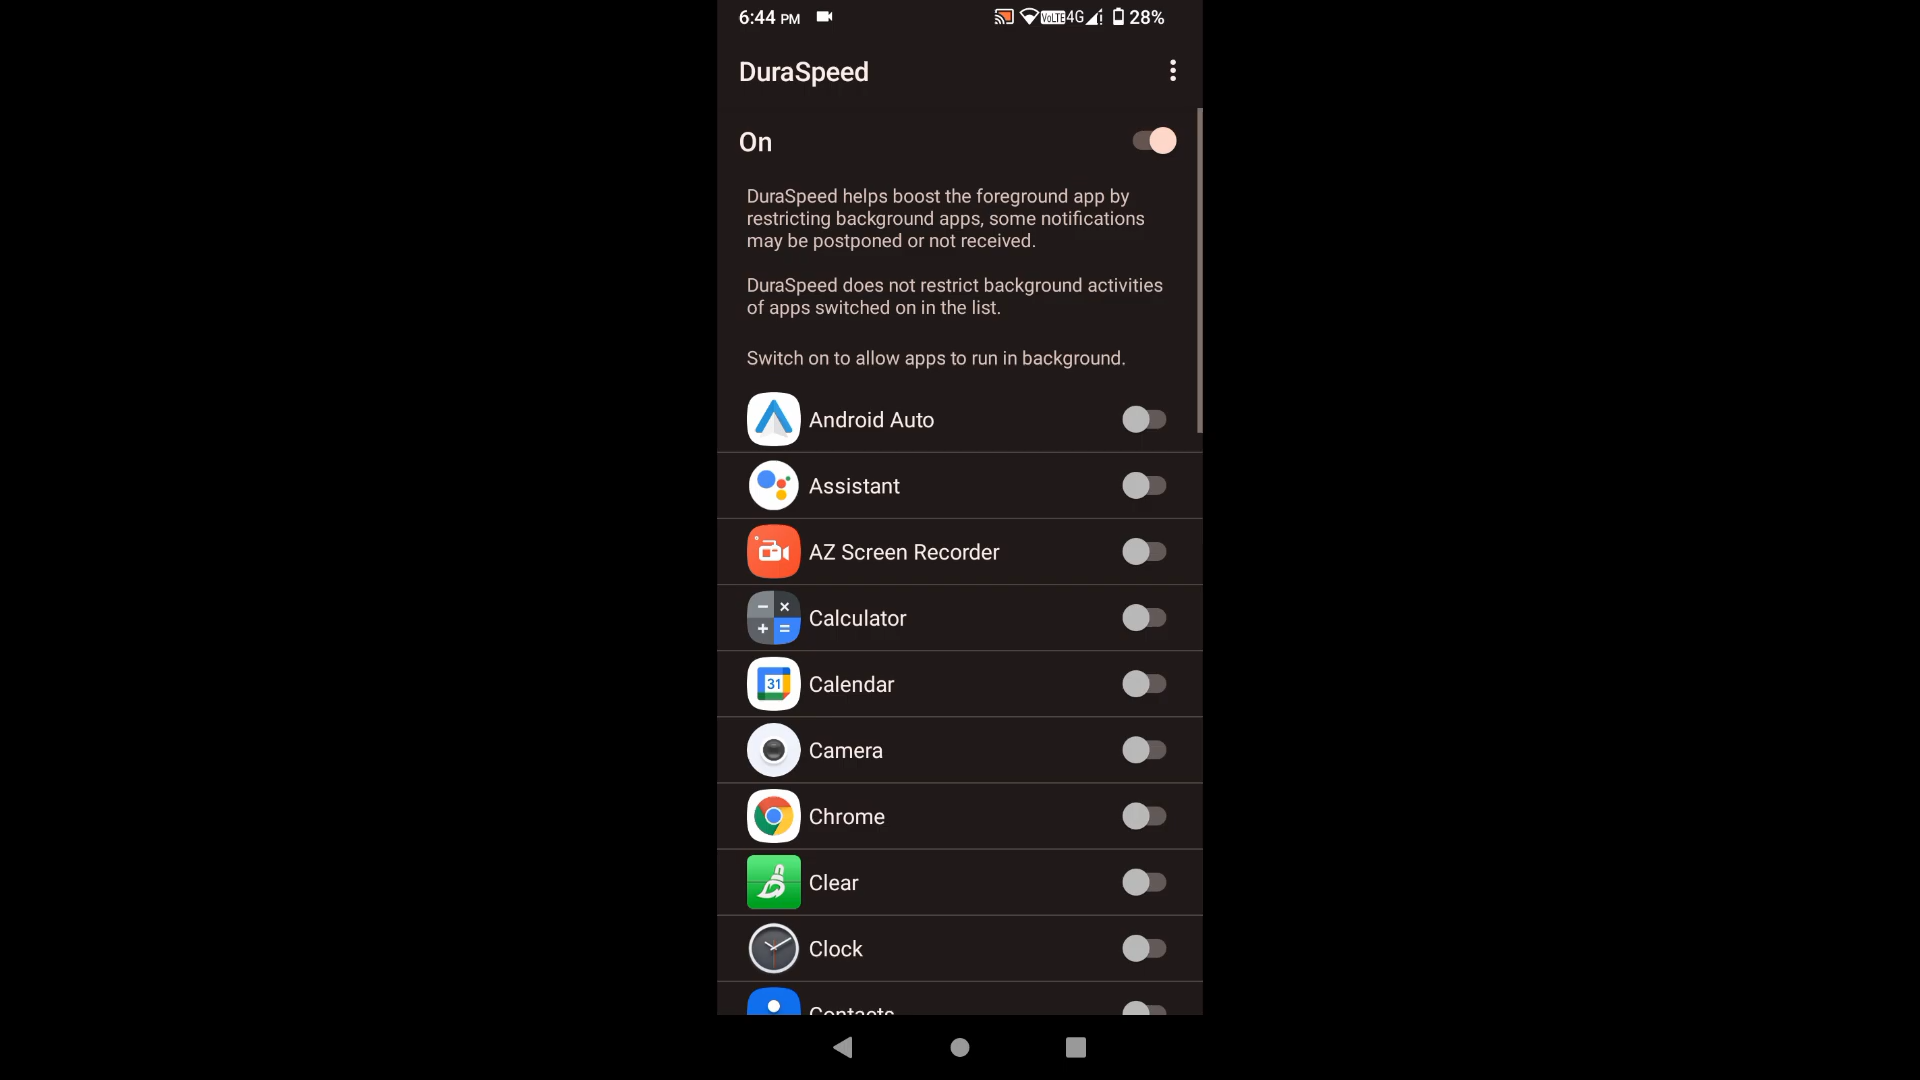 6:44 PM VoLTE 4G 28%
DuraSpeed
On
DuraSpeed helps boost the foreground app by
restricting background apps, some notifications
may be postponed or not received.
DuraSpeed does not restrict background activities
of apps switched on in the list.
Switch on to allow apps to run in background.
Android Auto
Assistant
AZ Screen Recorder
Calculator
31 Calendar
Camera
Chrome
Clear
Clock
Contacts